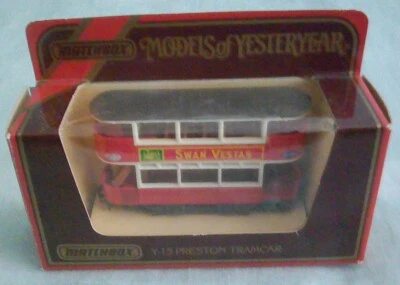 MATCHBOX
MODELS of YESTERYEAR
SWAN VESTAS
MATCHBOX
Y-15 PRESTON TRAMCAR